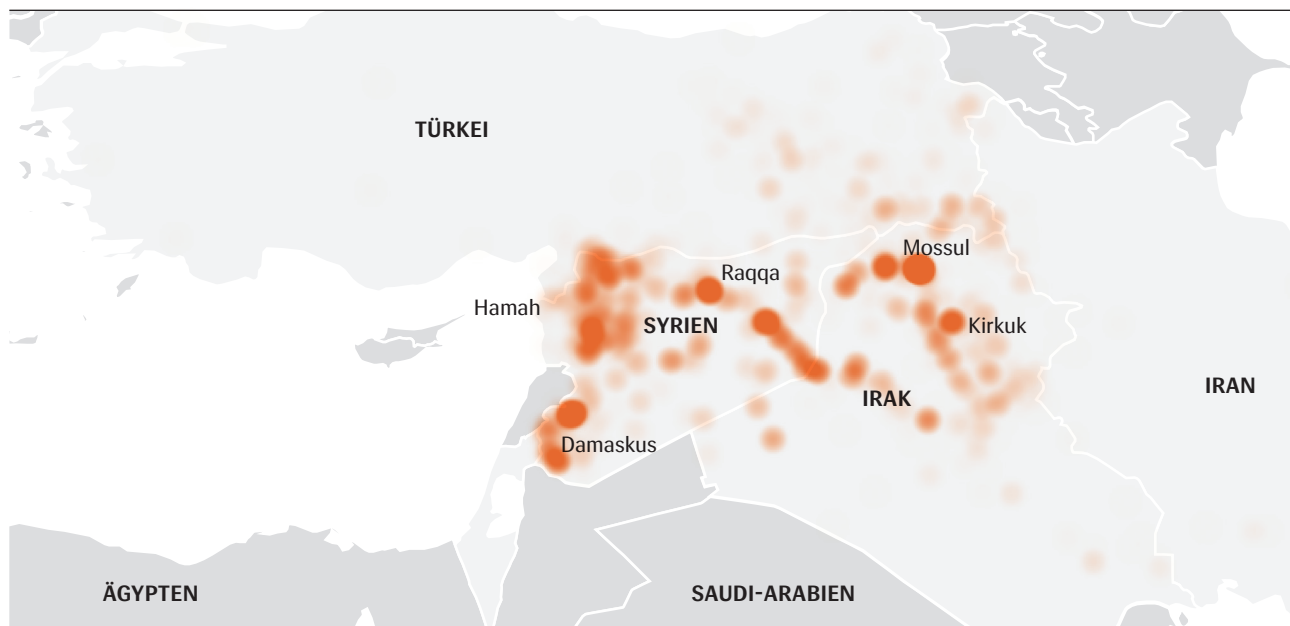 TÜRKEI
Mossul
Raqqa
Hamah
SYRIEN
Kirkuk
IRAN
IRAK
Damaskus
ÄGYPTEN
SAUDI-ARABIEN